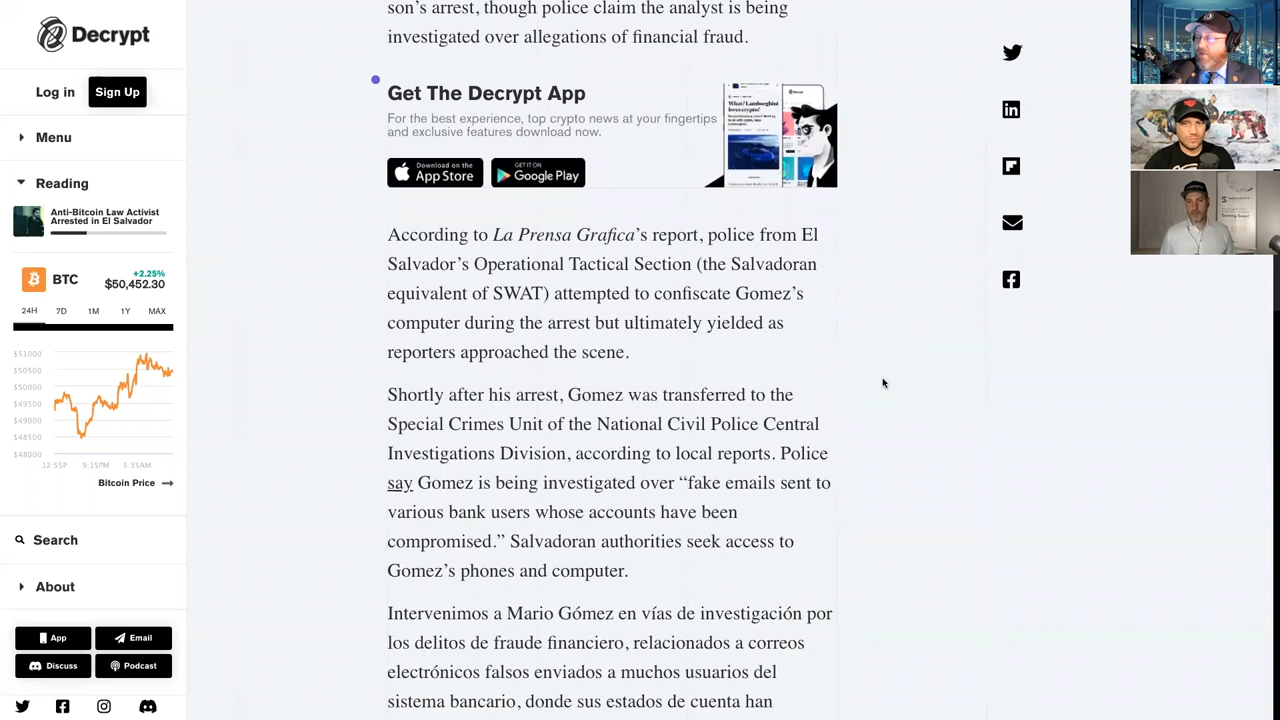 Decrypt
Log in
Sign Up
Menu
Reading
Anti-Bitcoin Law Activist
Arrested in El Salvador
BTC
+2.25%
$50,452.30
24H 7D 1M 1Y MAX
$51000
$50500
$50000
$49500
$49000
$48500
$48000
12:55P 9:15PM 5:35AM
Bitcoin Price
Search
About
App
Email
Discuss
Podcast
son's arrest, though police claim the analyst is being
investigated over allegations of financial fraud.
Get The Decrypt App
For the best experience, top crypto news at your fingertips
and exclusive features download now.
Download on the
App Store
GET IT ON
Google Play
According to La Prensa Grafica's report, police from El
Salvador's Operational Tactical Section (the Salvadoran
equivalent of SWAT) attempted to confiscate Gomez's
computer during the arrest but ultimately yielded as
reporters approached the scene.
Shortly after his arrest, Gomez was transferred to the
Special Crimes Unit of the National Civil Police Central
Investigations Division, according to local reports. Police
say Gomez is being investigated over “fake emails sent to
various bank users whose accounts have been
compromised.” Salvadoran authorities seek access to
Gomez's phones and computer.
Intervenimos a Mario Gómez en vías de investigación por
los delitos de fraude financiero, relacionados a correos
electrónicos falsos enviados a muchos usuarios del
sistema bancario, donde sus estados de cuenta han